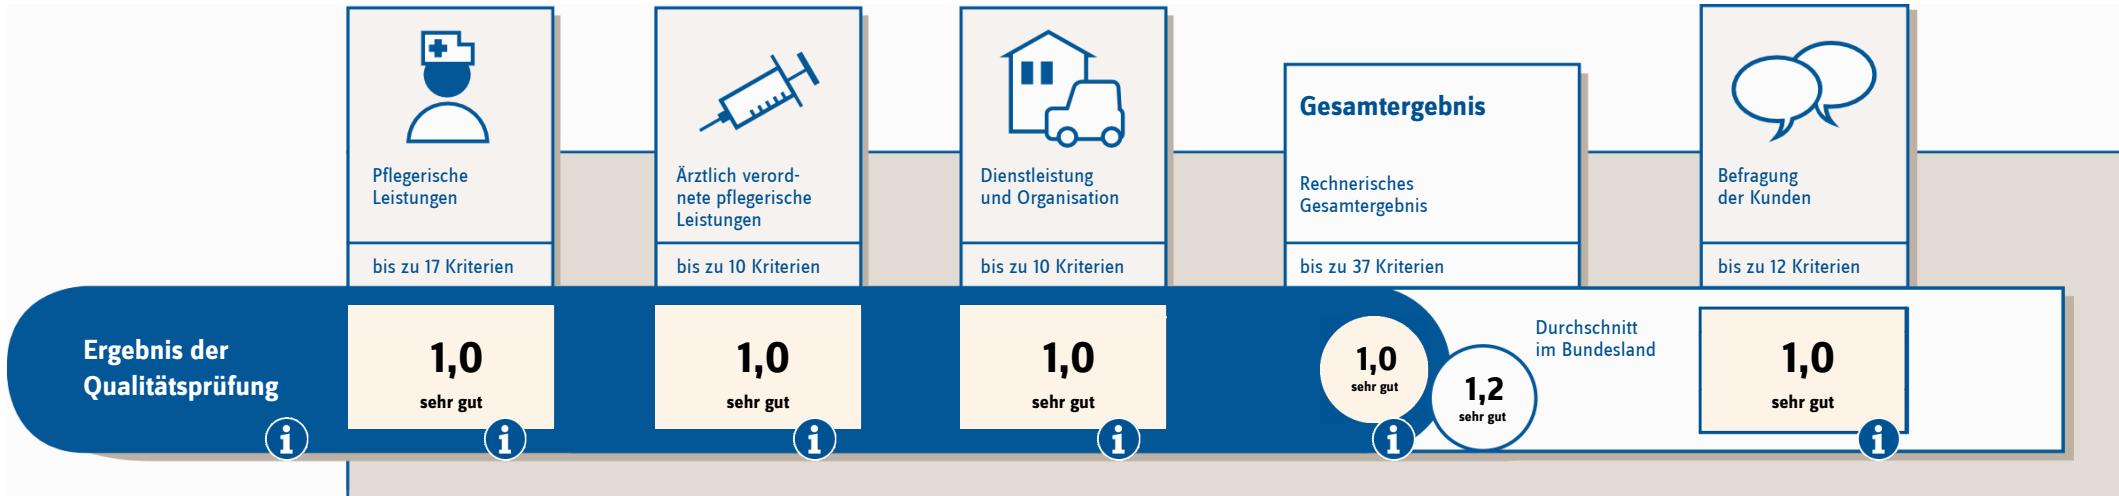 Pflegerische
Leistungen
bis zu 17 Kriterien
Ärztlich verord-
nete pflegerische
Leistungen
bis zu 10 Kriterien
Dienstleistung
und Organisation
bis zu 10 Kriterien
Gesamtergebnis
Rechnerisches
Gesamtergebnis
bis zu 37 Kriterien
Befragung
der Kunden
bis zu 12 Kriterien
Ergebnis der
Qualitätsprüfung
i
1,0
sehr gut
i
1,0
sehr gut
i
1,0
sehr gut
i
1,0
sehr gut
i
1,2
sehr gut
Durchschnitt
im Bundesland
1,0
sehr gut
i